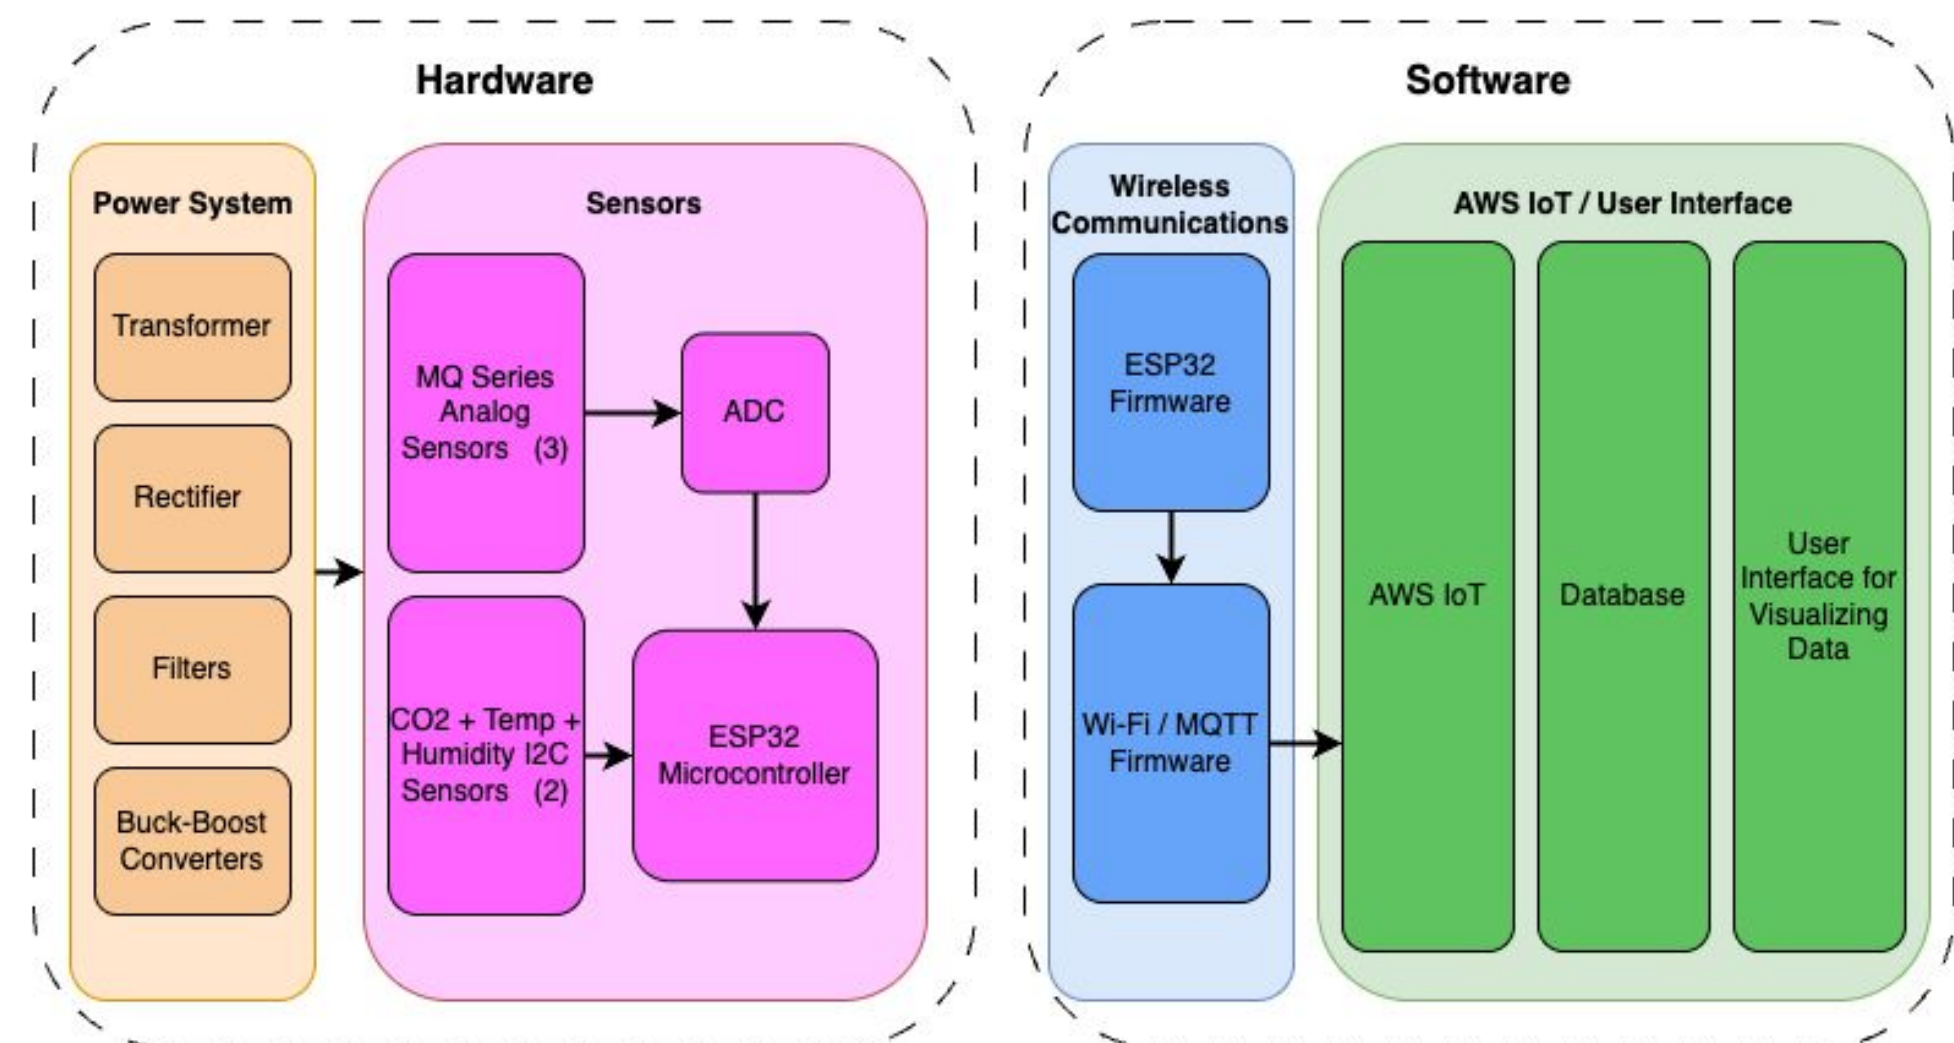 Hardware
Power System
Transformer
Rectifier
Filters
Buck-Boost
Converters
Sensors
MQ Series
Analog
Sensors (3)
ADC
CO2 + Temp +
Humidity I2C
Sensors (2)
ESP32
Microcontroller
Software
Wireless
Communications
ESP32
Firmware
Wi-Fi / MQTT
Firmware
AWS IoT / User Interface
AWS IoT
Database
User
Interface for
Visualizing
Data